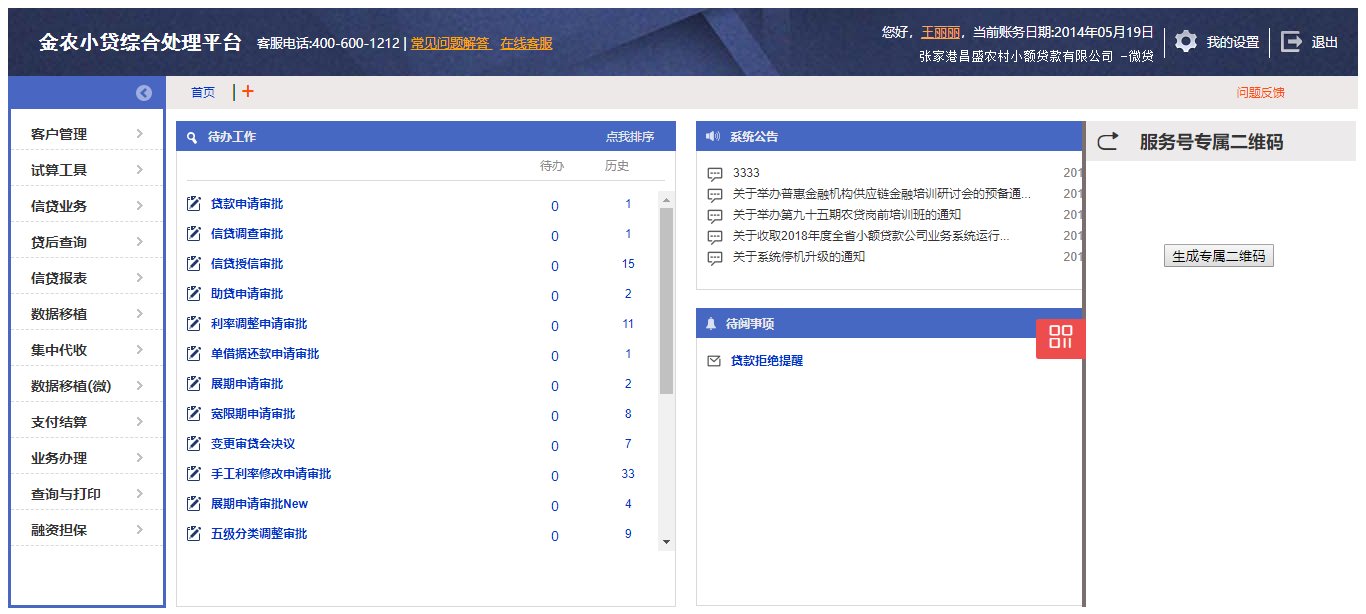 金农小贷综合处理平台 客服电话:400-600-1212 | 常见问题解答 在线客服
您好，王丽丽，当前账务日期:2014年05月19日
张家港昌盛农村小额贷款有限公司 -微贷
我的设置
退出
首页
+
问题反馈
客户管理
试算工具
信贷业务
贷后查询
信贷报表
数据移植
集中代收
数据移植(微)
支付结算
业务办理
查询与打印
融资担保
待办工作 点我排序
待办 历史
贷款申请审批 0 1
信贷调查审批 0 1
信贷授信审批 0 15
助贷申请审批 0 2
利率调整申请审批 0 11
单借据还款申请审批 0 1
展期申请审批 0 2
宽限期申请审批 0 8
变更审贷会决议 0 7
手工利率修改申请审批 0 33
展期申请审批New 0 4
五级分类调整审批 0 9
系统公告
3333 201
关于举办普惠金融机构供应链金融培训研讨会的预备通... 201
关于举办第九十五期农贷岗前培训班的通知 201
关于收取2018年度全省小额贷款公司业务系统运行... 201
关于系统停机升级的通知 201
待阅事项
贷款拒绝提醒
服务号专属二维码
生成专属二维码